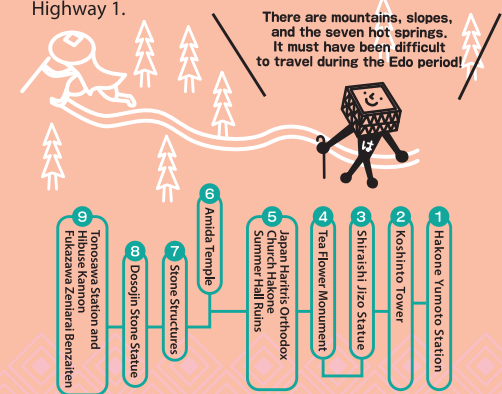 Highway 1.
There are mountains, slopes,
and the seven hot springs.
It must have been difficult
to travel during the Edo period!
は
9
Tonosawa Station and
Hibuse Kannon
Fukazawa Zeniarai Benzaiten
8
Dosojin Stone Statue
7
Stone Structures
6
Amida Temple
5
Japan Haritris Orthodox
Church Hakone
Summer Hall Ruins
4
Tea Flower Monument
3
Shiraishi Jizo Statue
2
Koshinto Tower
1
Hakone Yumoto Station